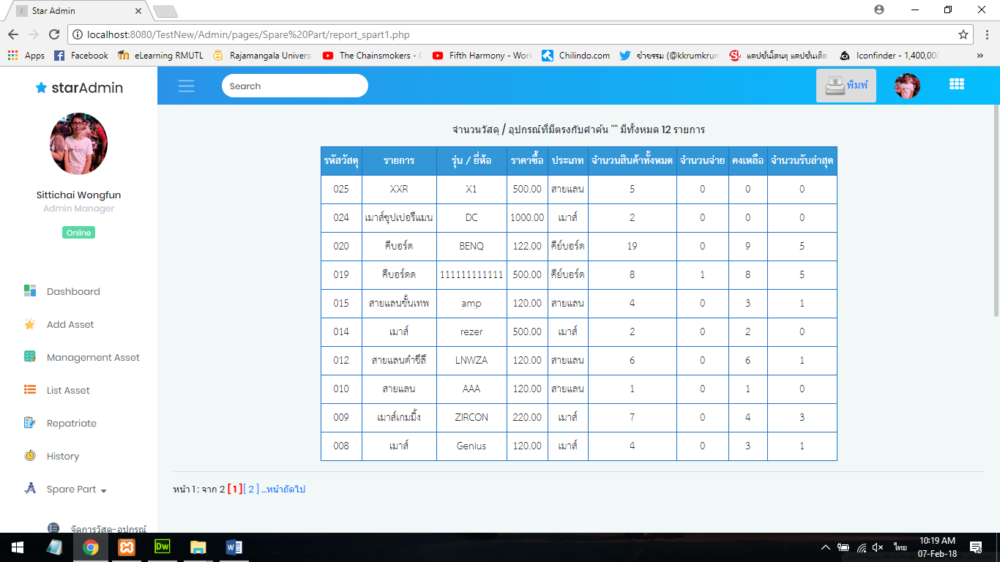 Star Admin
localhost:8080/TestNew/Admin/pages/Spare%20Part/report_spart1.php
Apps Facebook eLearning RMUTL Rajamangala Universi The Chainsmokers - C Fifth Harmony - Work Chilindo.com ขำขรรม (@kkrumkrum แคปชั่นโดนๆ แคปชั่นเด็ด Iconfinder - 1,400,000 »
starAdmin Search พิมพ์
Sittichai Wongfun
Admin Manager
Online
Dashboard
Add Asset
Management Asset
List Asset
Repatriate
History
Spare Part
จัดการวัสดุ-อุปกรณ์
จำนวนวัสดุ / อุปกรณ์ที่มีตรงกับคำค้น "" มีทั้งหมด 12 รายการ
รหัสวัสดุ รายการ รุ่น / ยี่ห้อ ราคาซื้อ ประเภท จำนวนสินค้าทั้งหมด จำนวนจ่าย คงเหลือ จำนวนรับล่าสุด
025 XXR X1 500.00 สายแลน 5 0 0 0
024 เมาส์ซุปเปอร์แมน DC 1000.00 เมาส์ 2 0 0 0
020 คีบอร์ด BENQ 122.00 คีย์บอร์ด 19 0 9 5
019 คีบอร์ดด 111111111111 500.00 คีย์บอร์ด 8 1 8 5
015 สายแลนขั้นเทพ amp 120.00 สายแลน 4 0 3 1
014 เมาส์ rezer 500.00 เมาส์ 2 0 2 0
012 สายแลนดำขีลี LNWZA 120.00 สายแลน 6 0 6 1
010 สายแลน AAA 120.00 สายแลน 1 0 1 0
009 เมาส์เกมมิ้ง ZIRCON 220.00 เมาส์ 7 0 4 3
008 เมาส์ Genius 120.00 เมาส์ 4 0 3 1
หน้า 1 : จาก 2 [ 1 ][ 2 ] ...หน้าถัดไป
Dw
ไทย
10:19 AM
07-Feb-18